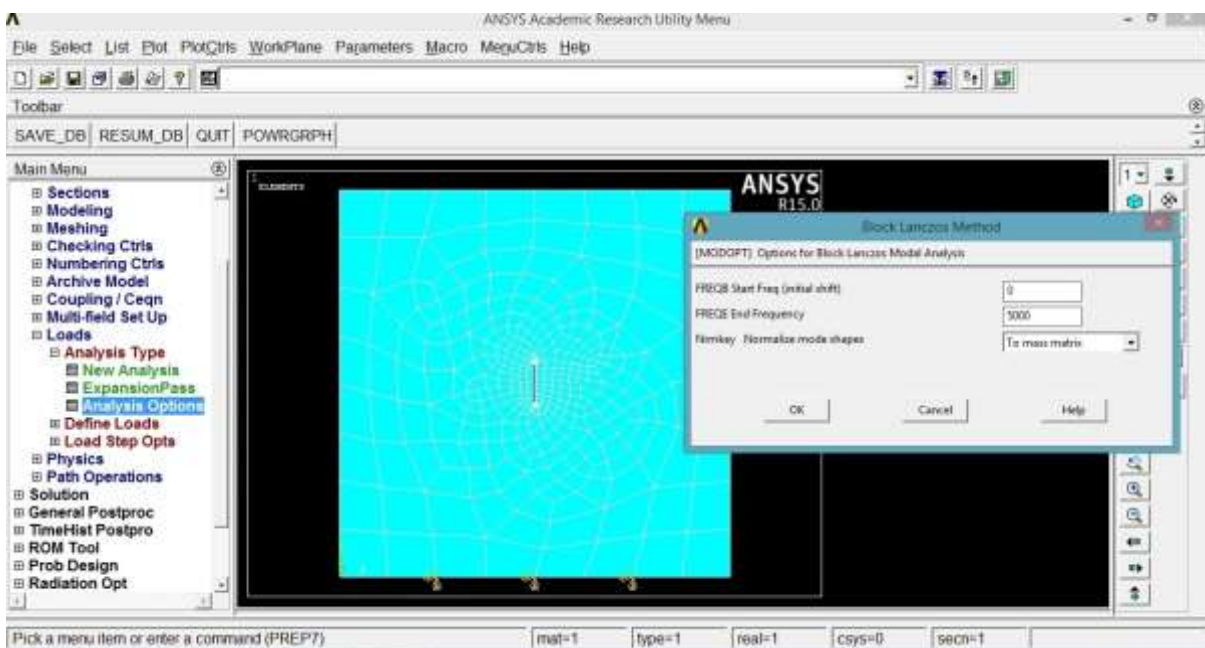 ANSYS Academic Research Utility Menu
File Select List Plot PlotCtrls WorkPlane Parameters Macro MenuCtrls Help
Toolbar
SAVE_DB RESUM_DB QUIT POWRGRPH
Main Menu
Sections
Modeling
Meshing
Checking Ctrls
Numbering Ctrls
Archive Model
Coupling / Ceqn
Multi-field Set Up
Loads
Analysis Type
New Analysis
ExpansionPass
Analysis Options
Define Loads
Load Step Opts
Physics
Path Operations
Solution
General Postproc
TimeHist Postpro
ROM Tool
Prob Design
Radiation Opt
1
ELEMENTS
ANSYS
R15.0
Block Lanczos Method
[MODOPT] Options for Block Lanczos Modal Analysis
FREQB Start Freq (initial shift) 0
FREQE End Frequency 5000
Nrmkey Normalize mode shapes To mass matrix
OK Cancel Help
1
Pick a menu item or enter a command (PREP7) mat=1 type=1 real=1 csys=0 secn=1